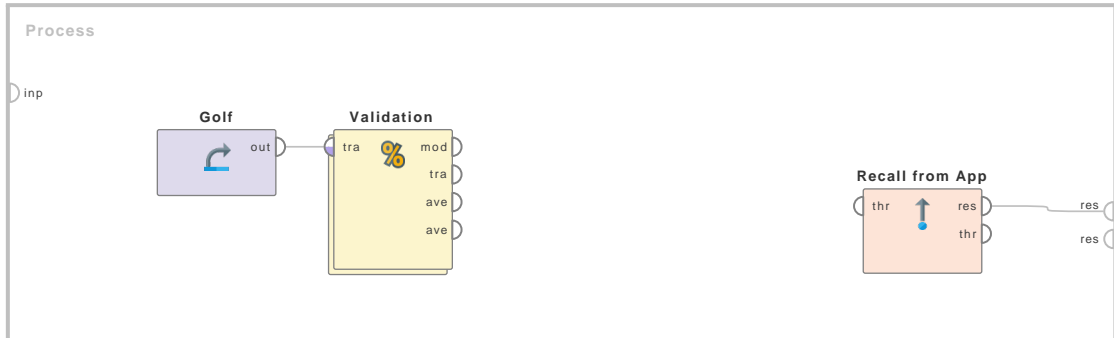 Process
inp
Golf
out
Validation
tra
mod
tra
ave
ave
Recall from App
thr
res
thr
res
res